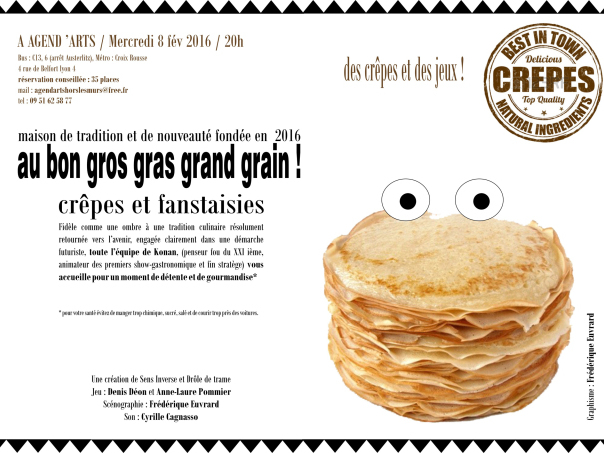 A AGEND 'ARTS / Mercredi 8 fév 2016 / 20h
Bus : C13, 6 (arrêt Austerlitz), Métro : Croix Rousse
4 rue de Belfort lyon 4
réservation conseillée : 35 places
mail : agendartshorslesmurs@free.fr
tel : 09 51 62 58 77
des crêpes et des jeux !
BEST IN TOWN
Delicious
CREPES
Top Quality
NATURAL INGREDIENTS
maison de tradition et de nouveauté fondée en 2016
au bon gros gras grand grain !
crêpes et fanstaisies
Fidèle comme une ombre à une tradition culinaire résolument
retournée vers l'avenir, engagée clairement dans une démarche
futuriste, toute l'équipe de Konan, (penseur fou du XXI ième,
animateur des premiers show-gastronomique et fin stratège) vous
accueille pour un moment de détente et de gourmandise*
* pour votre santé évitez de manger trop chimique, sucré, salé et de courir trop près des voitures.
Une création de Sens Inverse et Drôle de trame
Jeu : Denis Déon et Anne-Laure Pommier
Scénographie : Frédérique Euvrard
Son : Cyrille Cagnasso
Graphisme : Frédérique Euvrard